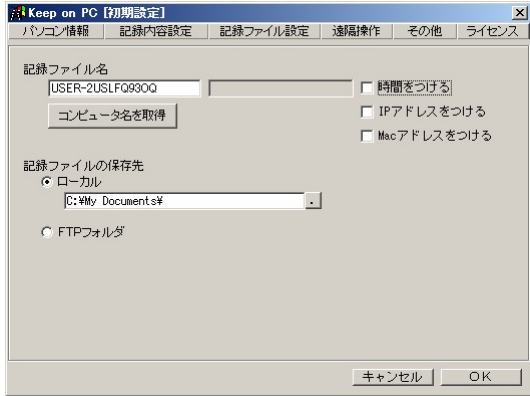 Keep on PC [初期設定]
パソコン情報 記録内容設定 記録ファイル設定 遠隔操作 その他 ライセンス
記録ファイル名
USER-2USLFQ93OQ
時間をつける
コンピュータ名を取得
IPアドレスをつける
Macアドレスをつける
記録ファイルの保存先
ローカル
C:¥My Documents¥
.
FTPフォルダ
キャンセル OK